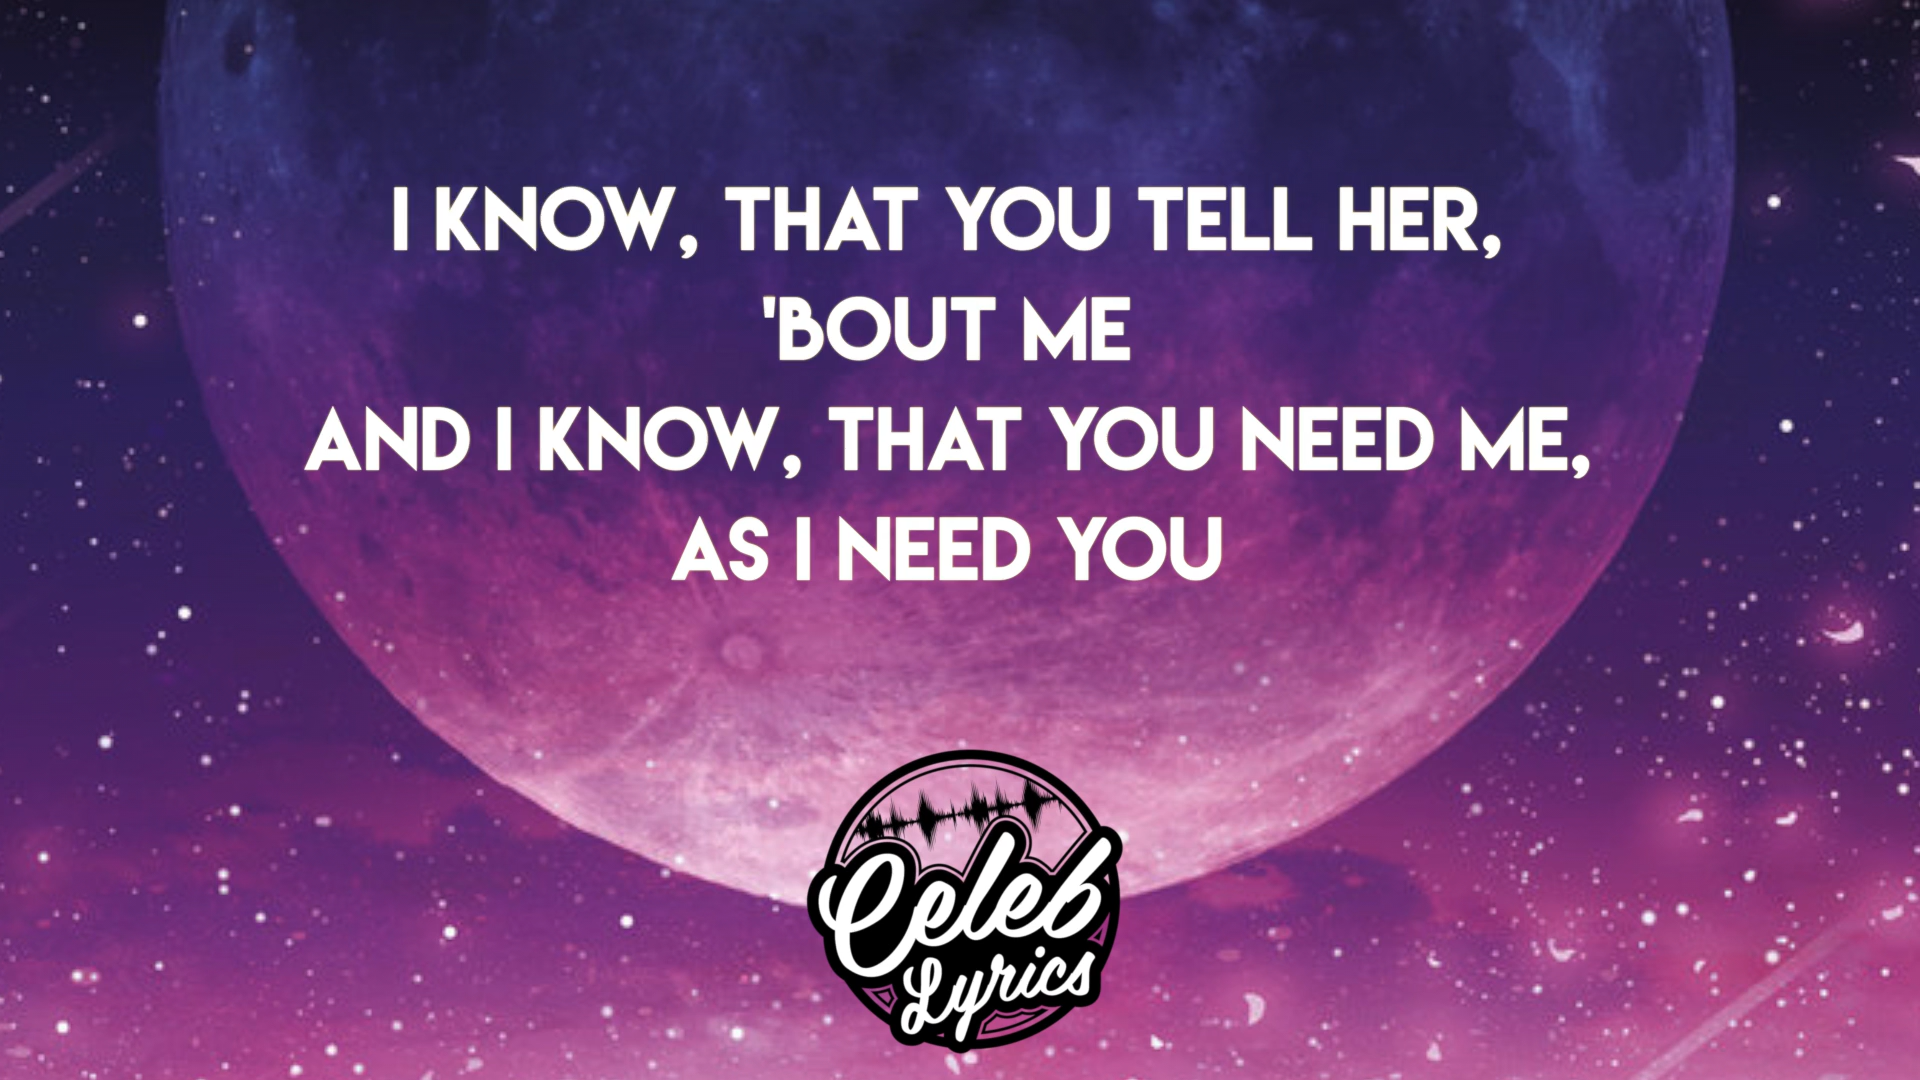 I KNOW, THAT YOU TELL HER,
'BOUT ME
AND I KNOW, THAT YOU NEED ME,
AS I NEED YOU
Celeb
Lyrics